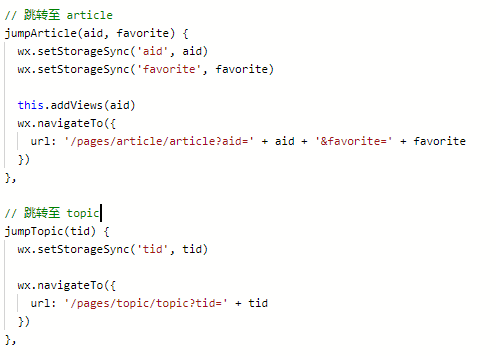 // 跳转至 article
jumpArticle(aid, favorite) {
  wx.setStorageSync('aid', aid)
  wx.setStorageSync('favorite', favorite)

  this.addViews(aid)
  wx.navigateTo({
    url: '/pages/article/article?aid=' + aid + '&favorite=' + favorite
  })
},

// 跳转至 topic
jumpTopic(tid) {
  wx.setStorageSync('tid', tid)

  wx.navigateTo({
    url: '/pages/topic/topic?tid=' + tid
  })
},